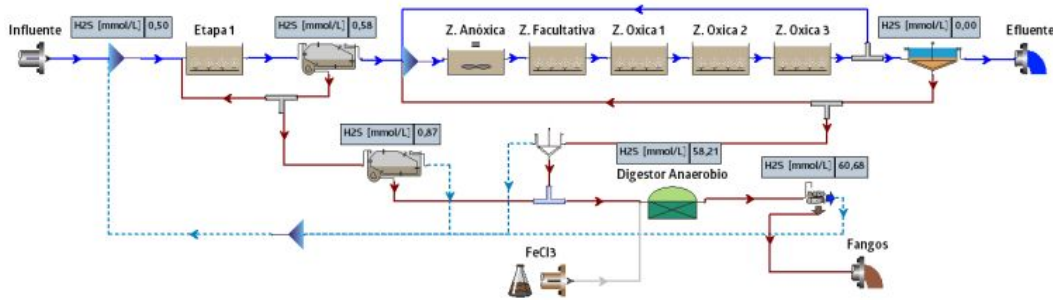 Influente
H2S [mmol/L] 0,50
Etapa 1
H2S [mmol/L] 0,58
Z. Anóxica
Z. Facultativa
Z. Oxica 1
Z. Oxica 2
Z. Oxica 3
H2S [mmol/L] 0,00
Efluente
H2S [mmol/L] 0,87
H2S [mmol/L] 58,21
Digestor Anaerobio
H2S [mmol/L] 60,68
FeCl3
Fangos